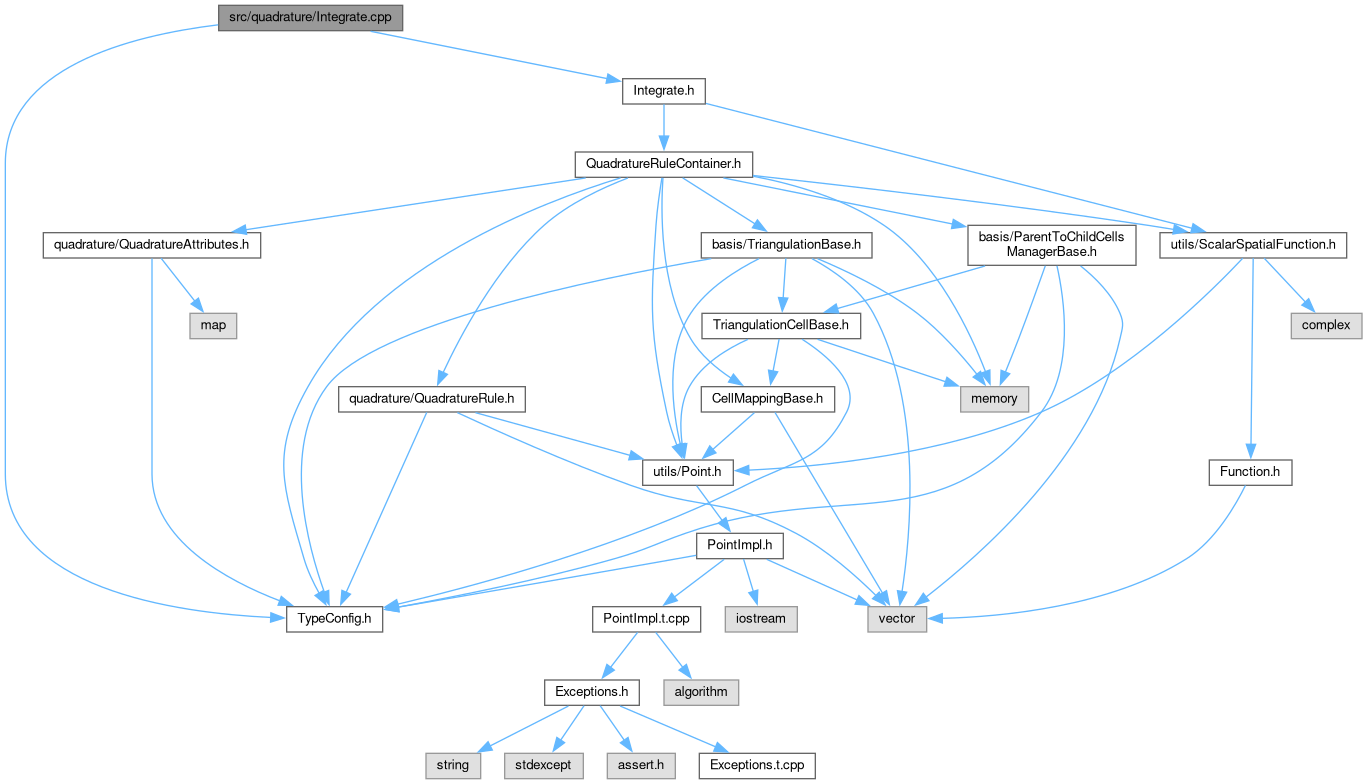 src/quadrature/Integrate.cpp
Integrate.h
QuadratureRuleContainer.h
quadrature/QuadratureAttributes.h
basis/TriangulationBase.h
basis/ParentToChildCells
ManagerBase.h
utils/ScalarSpatialFunction.h
map
TriangulationCellBase.h
complex
quadrature/QuadratureRule.h
CellMappingBase.h
memory
utils/Point.h
Function.h
PointImpl.h
TypeConfig.h
PointImpl.t.cpp
iostream
vector
Exceptions.h
algorithm
string
stdexcept
assert.h
Exceptions.t.cpp